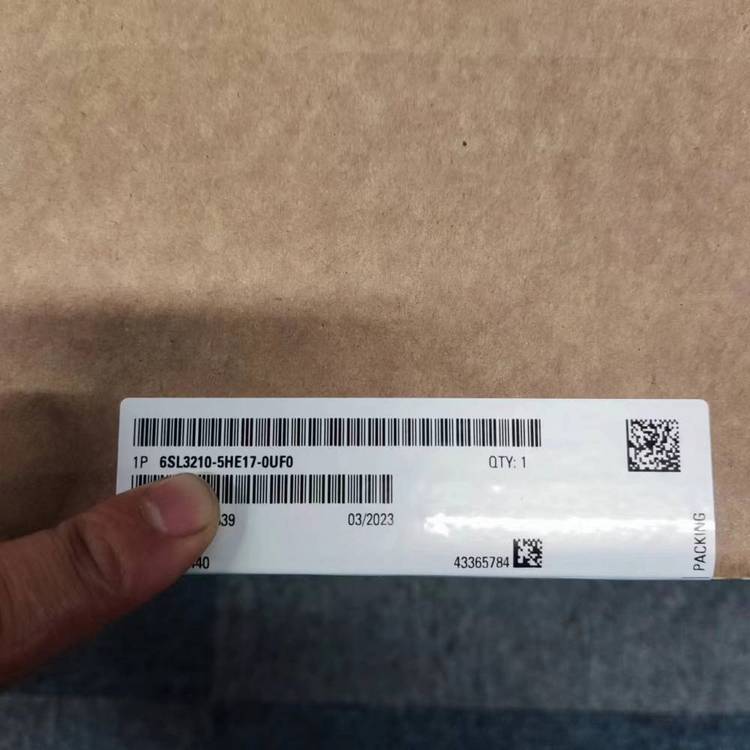 1P 6SL3210-5HE17-0UF0 QTY: 1
39 03/2023
40 43365784
PACKING